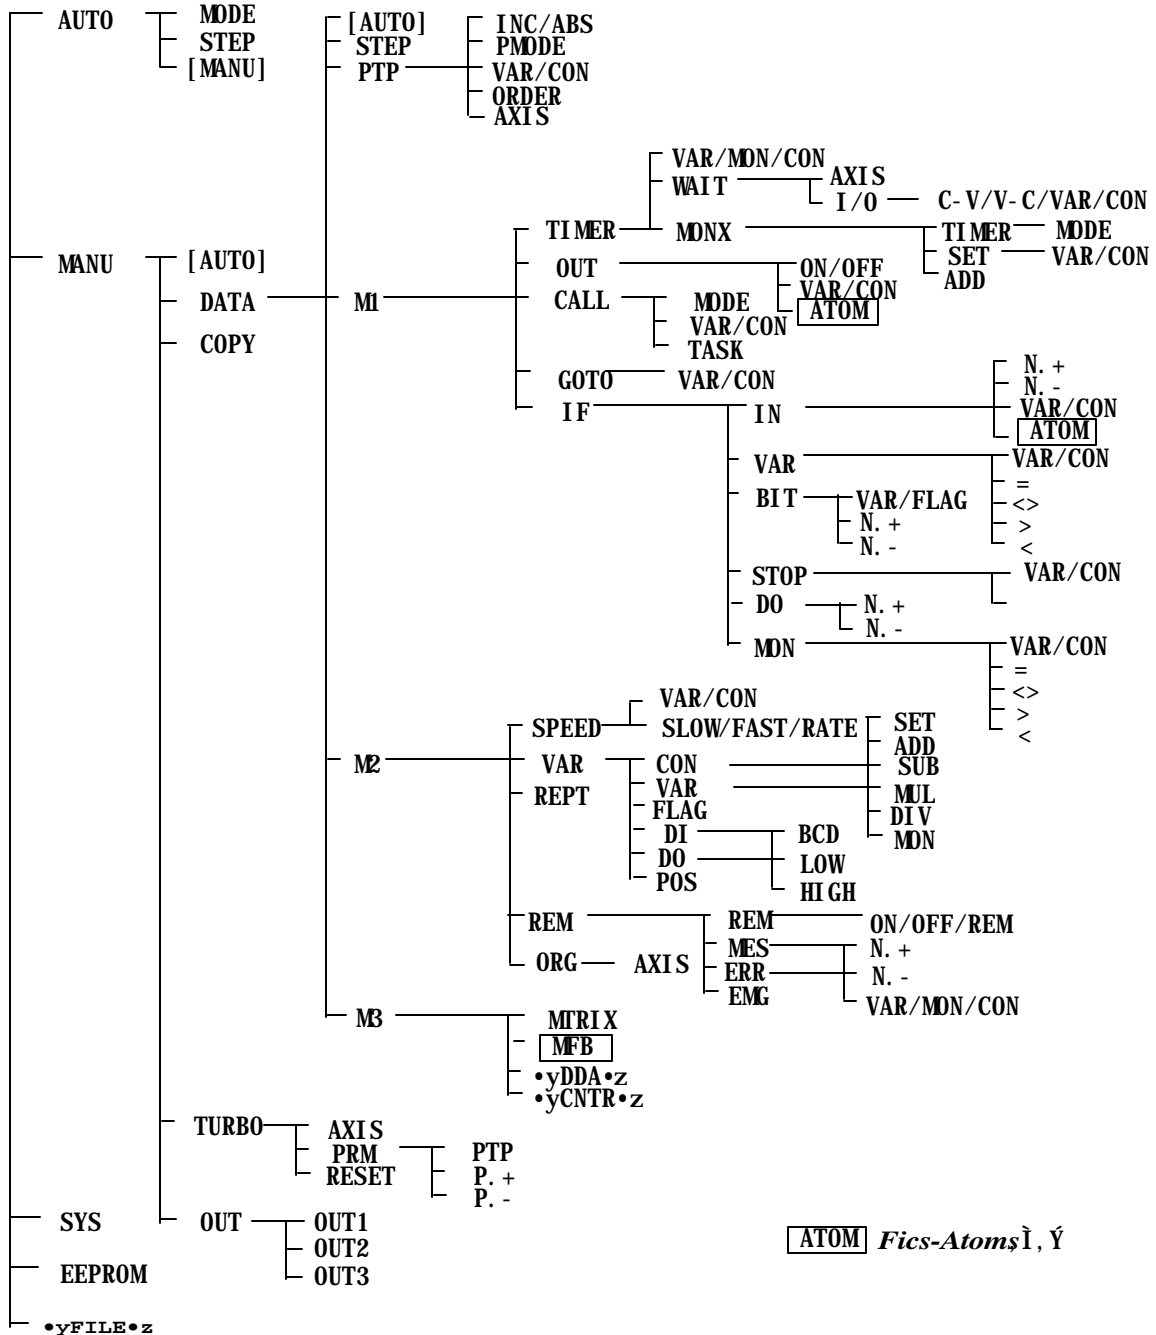 AUTO
MODE
STEP
[MANU]
[AUTO]
STEP
PTP
INC/ABS
PMODE
VAR/CON
ORDER
AXIS
MANU
[AUTO]
DATA
COPY
M1
TIMER
VAR/MON/CON
WAIT
AXIS
I/O
C-V/V-C/VAR/CON
MONX
TIMER
MODE
SET
VAR/CON
ADD
OUT
ON/OFF
VAR/CON
ATOM
CALL
MODE
VAR/CON
TASK
GOTO
VAR/CON
IF
IN
N.+
N.-
VAR/CON
ATOM
VAR
VAR/CON
=
<>
>
<
BIT
VAR/FLAG
N.+
N.-
STOP
VAR/CON
DO
N.+
N.-
MON
VAR/CON
=
<>
>
<
M2
SPEED
VAR/CON
SLOW/FAST/RATE
VAR
CON
VAR
FLAG
DI
DO
POS
SET
ADD
SUB
MUL
DIV
MON
BCD
LOW
HIGH
REPT
REM
REM
ON/OFF/REM
MES
ERR
EMG
N.+
N.-
VAR/MON/CON
ORG
AXIS
M3
MTRIX
MFB
•yDDA•z
•yCNTR•z
TURBO
AXIS
PRM
RESET
PTP
P.+
P.-
OUT
OUT1
OUT2
OUT3
SYS
EEPROM
•yFILE•z
ATOM Fics-Atoms‚Ì‚Ý